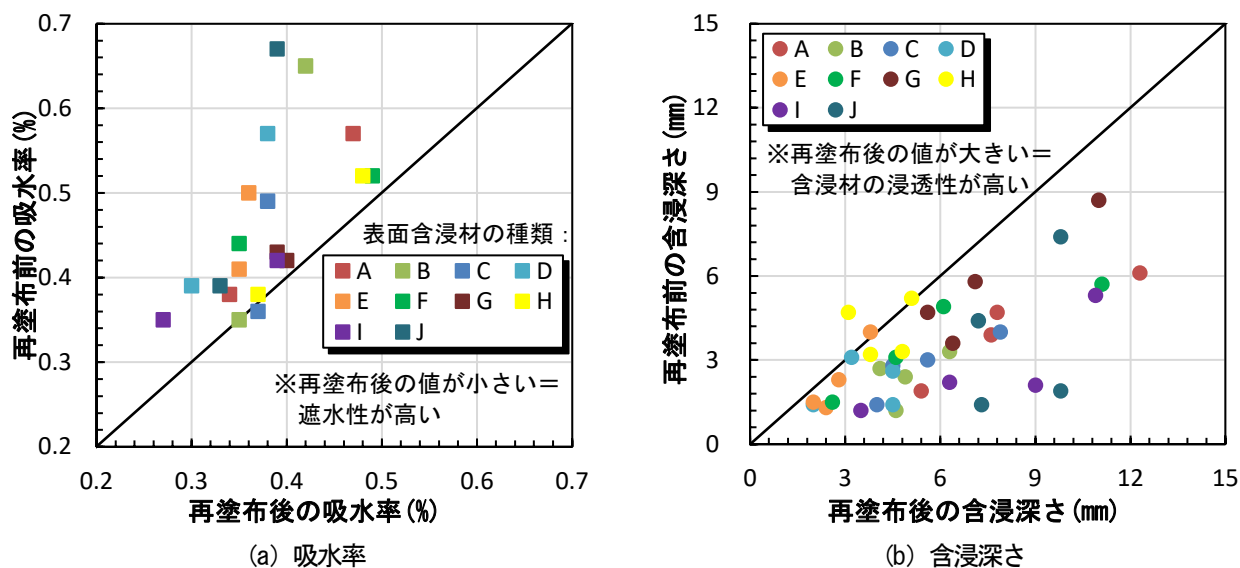 0.7
0.6
0.5
0.4
0.3
0.2
再塗布前の吸水率(%)
表面含浸材の種類：
A B C D
E F G H
I J
※再塗布後の値が小さい＝
遮水性が高い
0.2 0.3 0.4 0.5 0.6 0.7
再塗布後の吸水率(%)
(a) 吸水率
15
12
9
6
3
0
再塗布前の含浸深さ(mm)
A B C D
E F G H
I J
※再塗布後の値が大きい＝
含浸材の浸透性が高い
0 3 6 9 12 15
再塗布後の含浸深さ(mm)
(b) 含浸深さ